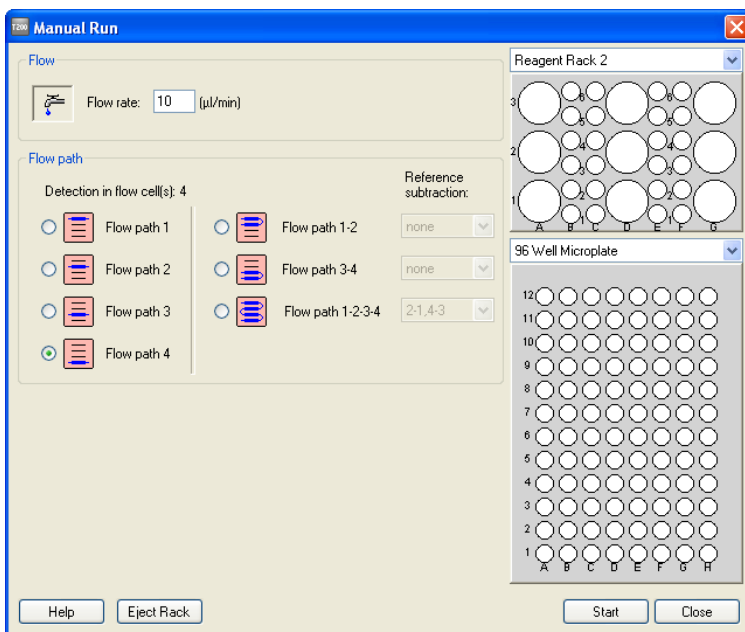 T200 Manual Run
Flow
Flow rate: 10 (µl/min)
Flow path
Detection in flow cell(s): 4
Reference
subtraction:
Flow path 1
Flow path 1-2
none
Flow path 2
Flow path 3-4
none
Flow path 3
Flow path 1-2-3-4
2-1,4-3
Flow path 4
Reagent Rack 2
3
6
6
5
5
2
4
4
3
3
1
2
2
1
1
A B C D E F G
96 Well Microplate
12
11
10
9
8
7
6
5
4
3
2
1
A B C D E F G H
Help
Eject Rack
Start
Close